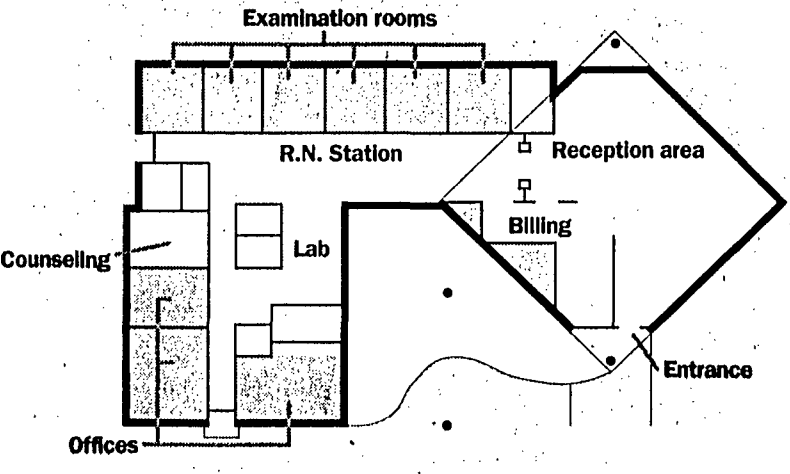 Examination rooms
R.N. Station
Reception area
Billing
Counseling
Lab
Entrance
Offices